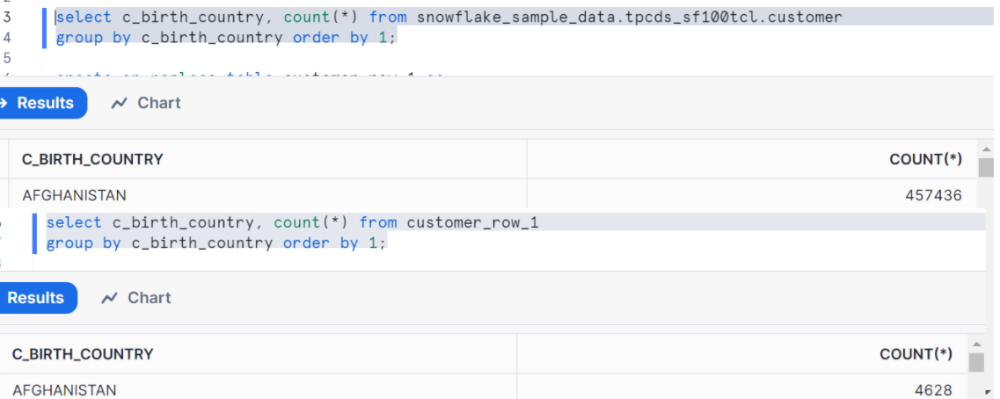 3 select c_birth_country, count(*) from snowflake_sample_data.tpcds_sf100tcl.customer
4 group by c_birth_country order by 1;
5
Results Chart
C_BIRTH_COUNTRY COUNT(*)
AFGHANISTAN 457436
select c_birth_country, count(*) from customer_row_1
group by c_birth_country order by 1;
Results Chart
C_BIRTH_COUNTRY COUNT(*)
AFGHANISTAN 4628